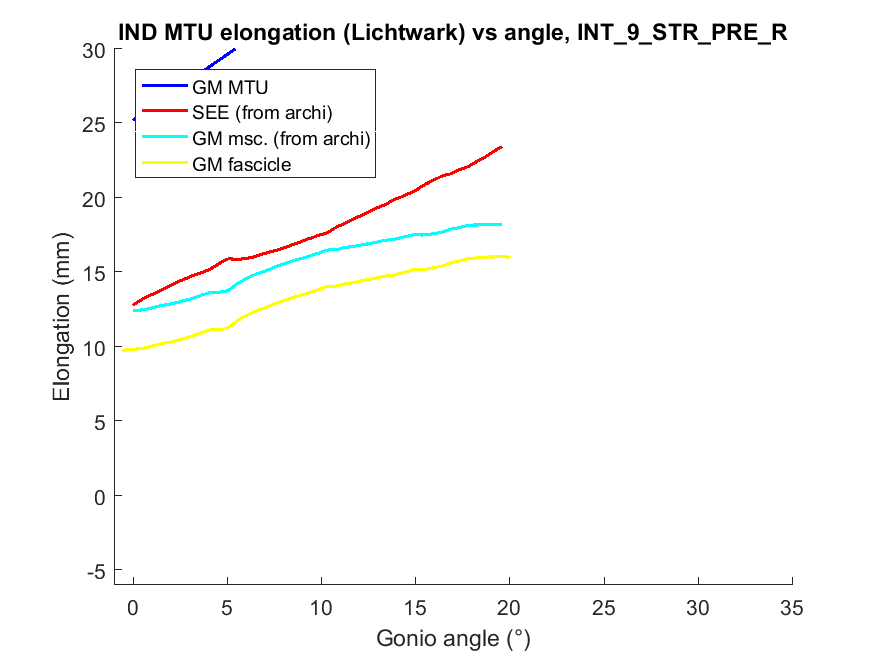 IND MTU elongation (Lichtwark) vs angle, INT_9_STR_PRE_R
30
25
20
15
10
5
0
-5
Elongation (mm)
GM MTU
SEE (from archi)
GM msc. (from archi)
GM fascicle
0 5 10 15 20 25 30 35
Gonio angle (°)